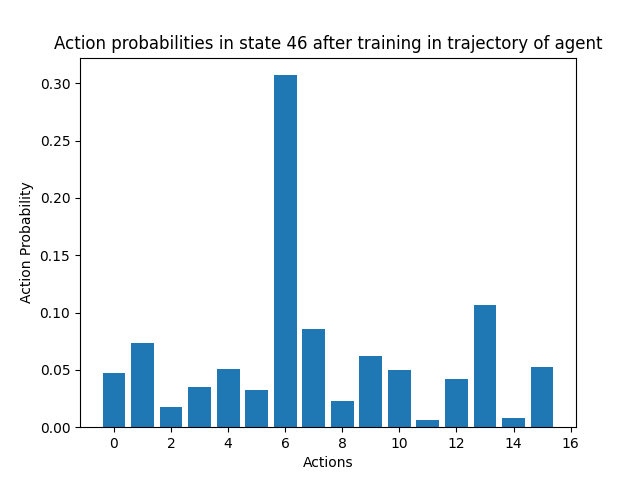 Action probabilities in state 46 after training in trajectory of agent
0.30
0.25
0.20
0.15
0.10
0.05
0.00
Action Probability
0 2 4 6 8 10 12 14 16
Actions